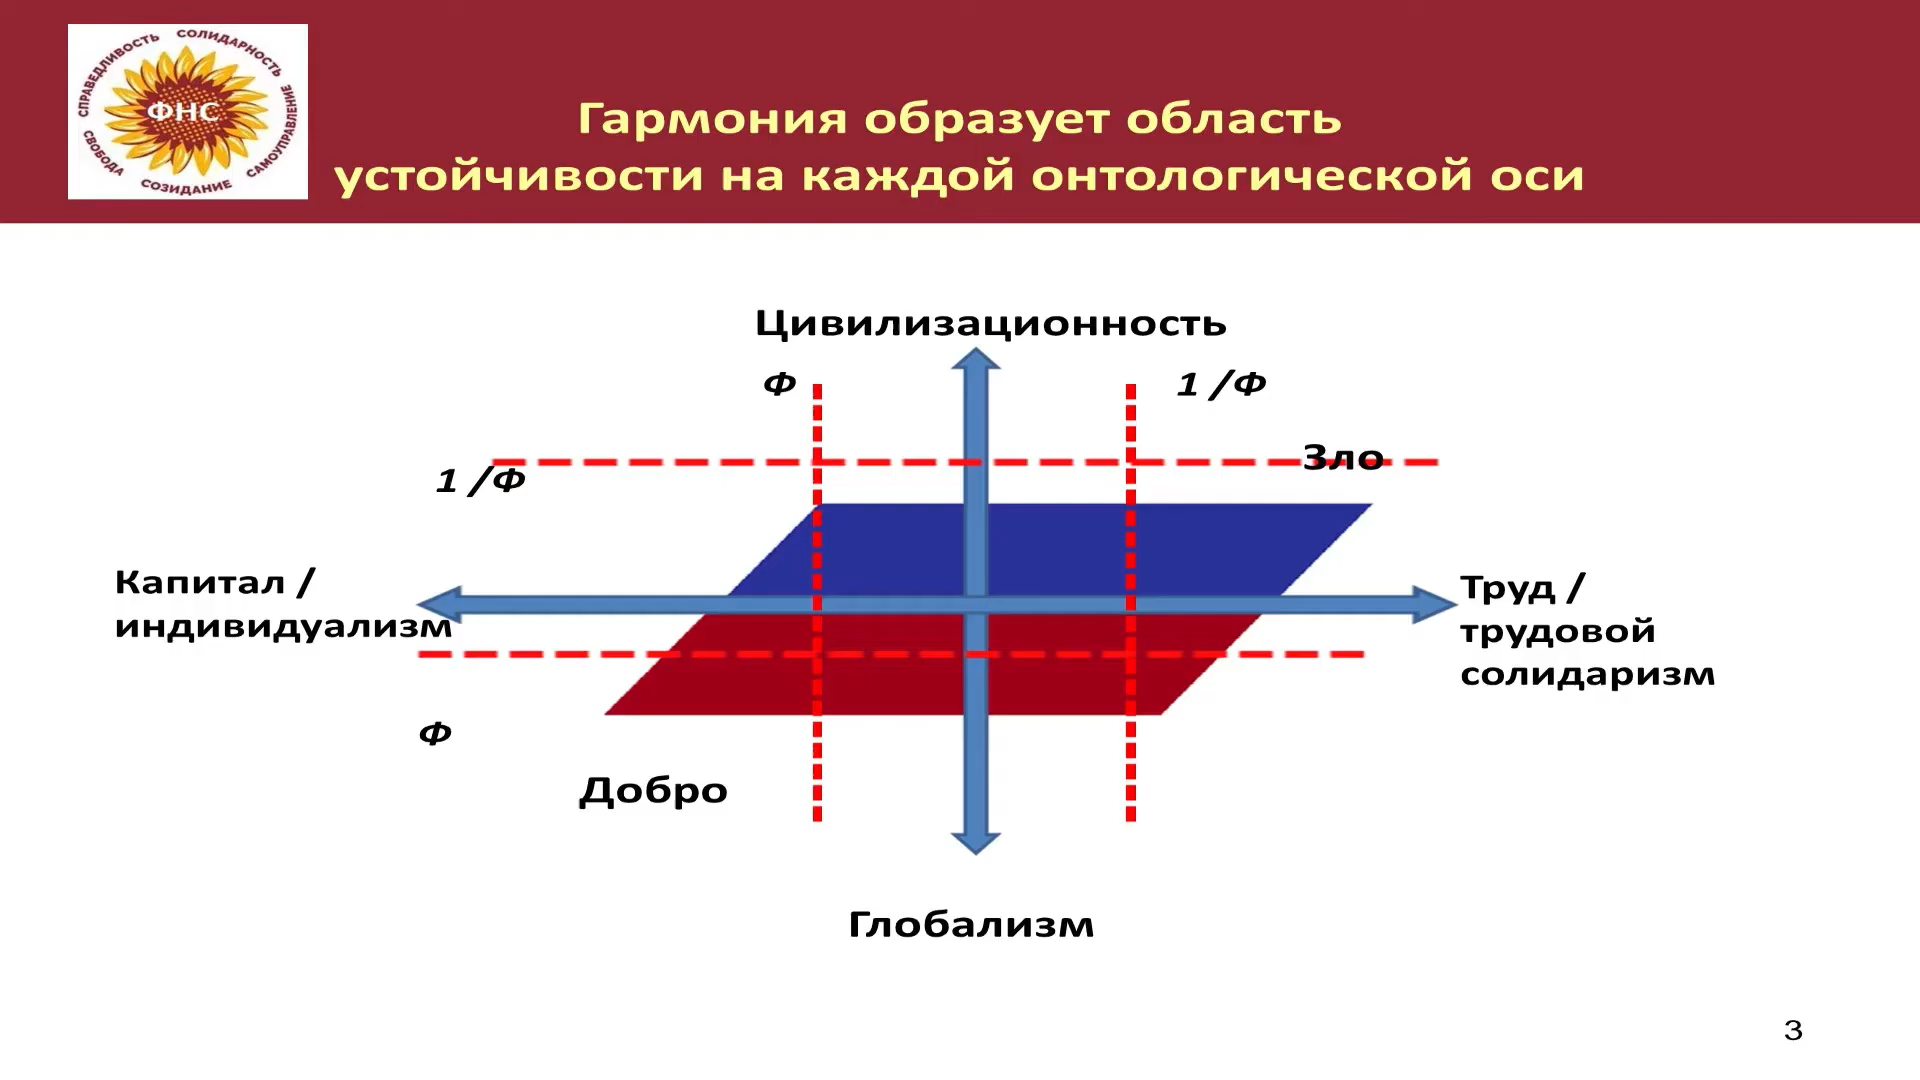 СПРАВЕДЛИВОСТЬ СОЛИДАРНОСТЬ САМОУПРАВЛЕНИЕ СОЗИДАНИЕ СВОБОДА
ФНС
Гармония образует область
устойчивости на каждой онтологической оси
Цивилизационность
Ф
1 /Ф
Зло
1 /Ф
Капитал /
индивидуализм
Труд /
трудовой
солидаризм
Ф
Добро
Глобализм
3